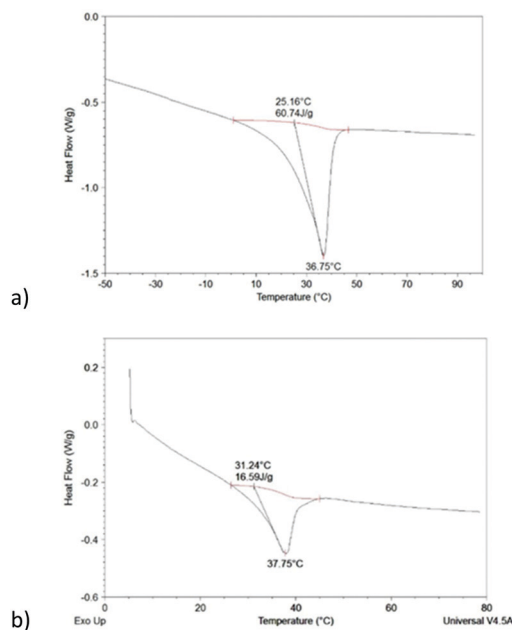 0.0
-0.5
-1.0
-1.5
Heat Flow (W/g)
25.16°C
60.74J/g
36.75°C
-50 -30 -10 10 30 50 70 90
Temperature (°C)
a)
0.2
0.0
-0.2
-0.4
-0.6
Heat Flow (W/g)
31.24°C
16.59J/g
37.75°C
0 20 40 60 80
Exo Up Temperature (°C) Universal V4.5A
b)